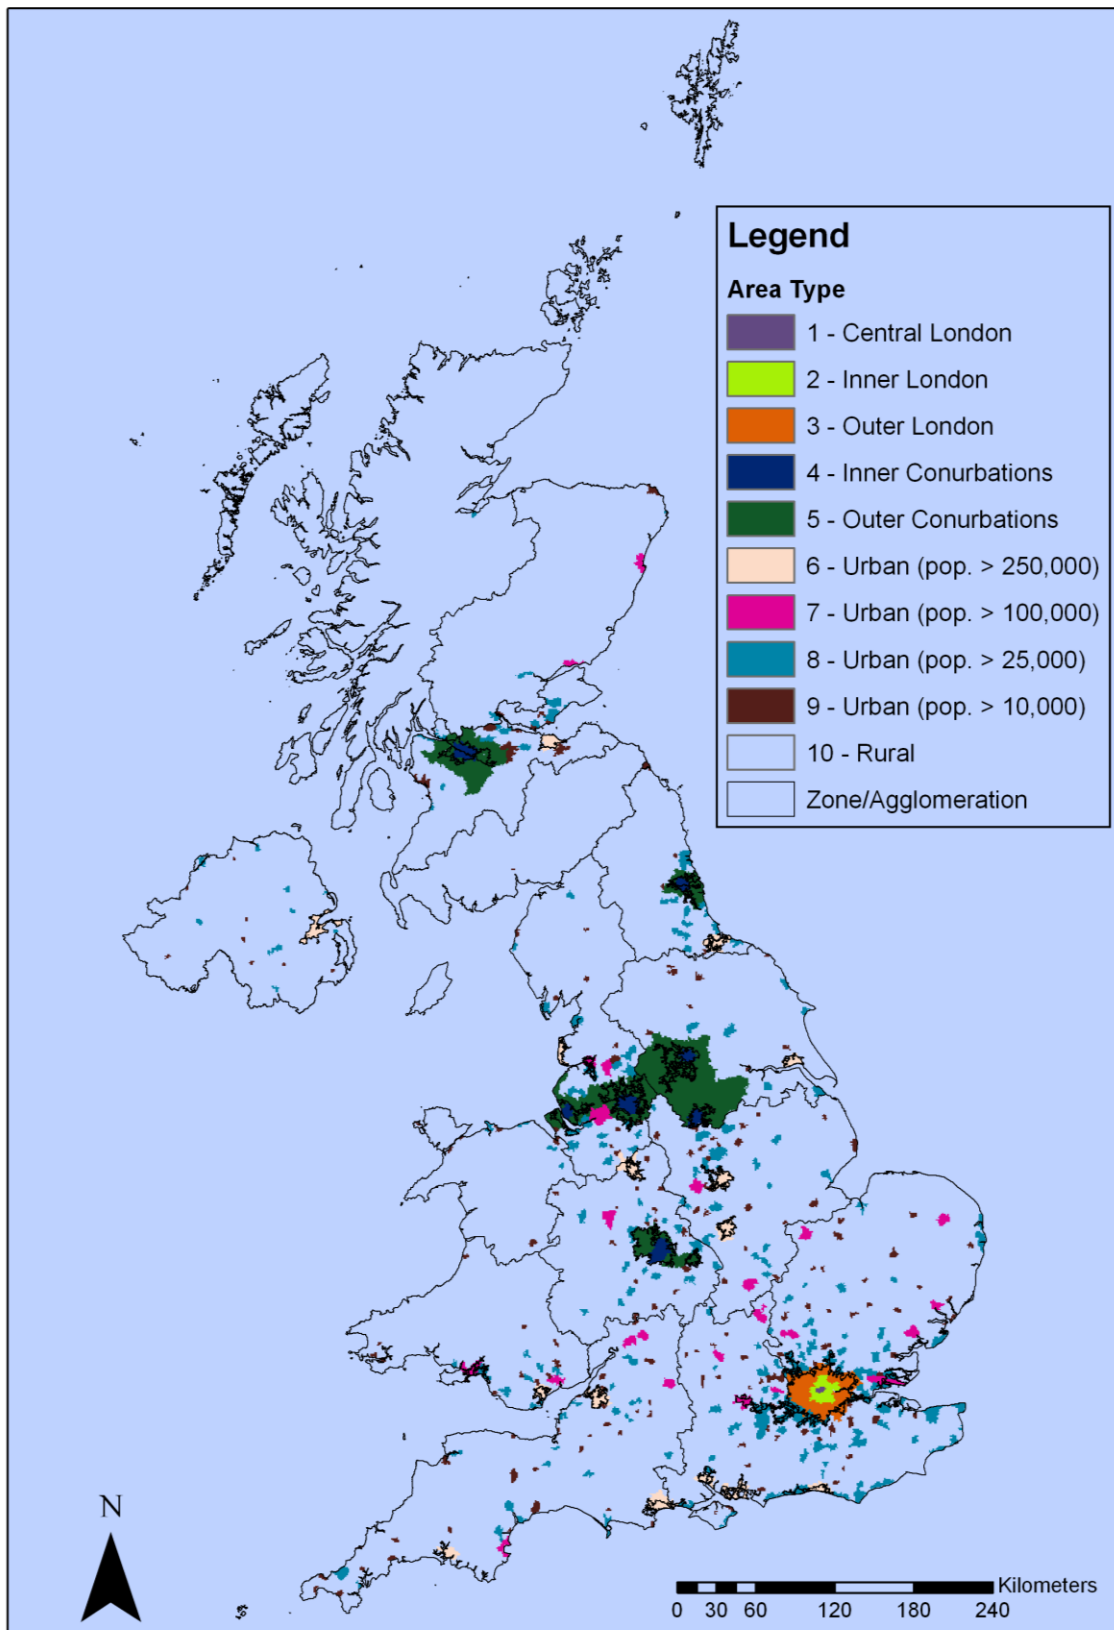 Legend
Area Type
1 - Central London
2 - Inner London
3 - Outer London
4 - Inner Conurbations
5 - Outer Conurbations
6 - Urban (pop. > 250,000)
7 - Urban (pop. > 100,000)
8 - Urban (pop. > 25,000)
9 - Urban (pop. > 10,000)
10 - Rural
Zone/Agglomeration
N
Kilometers
0 30 60 120 180 240